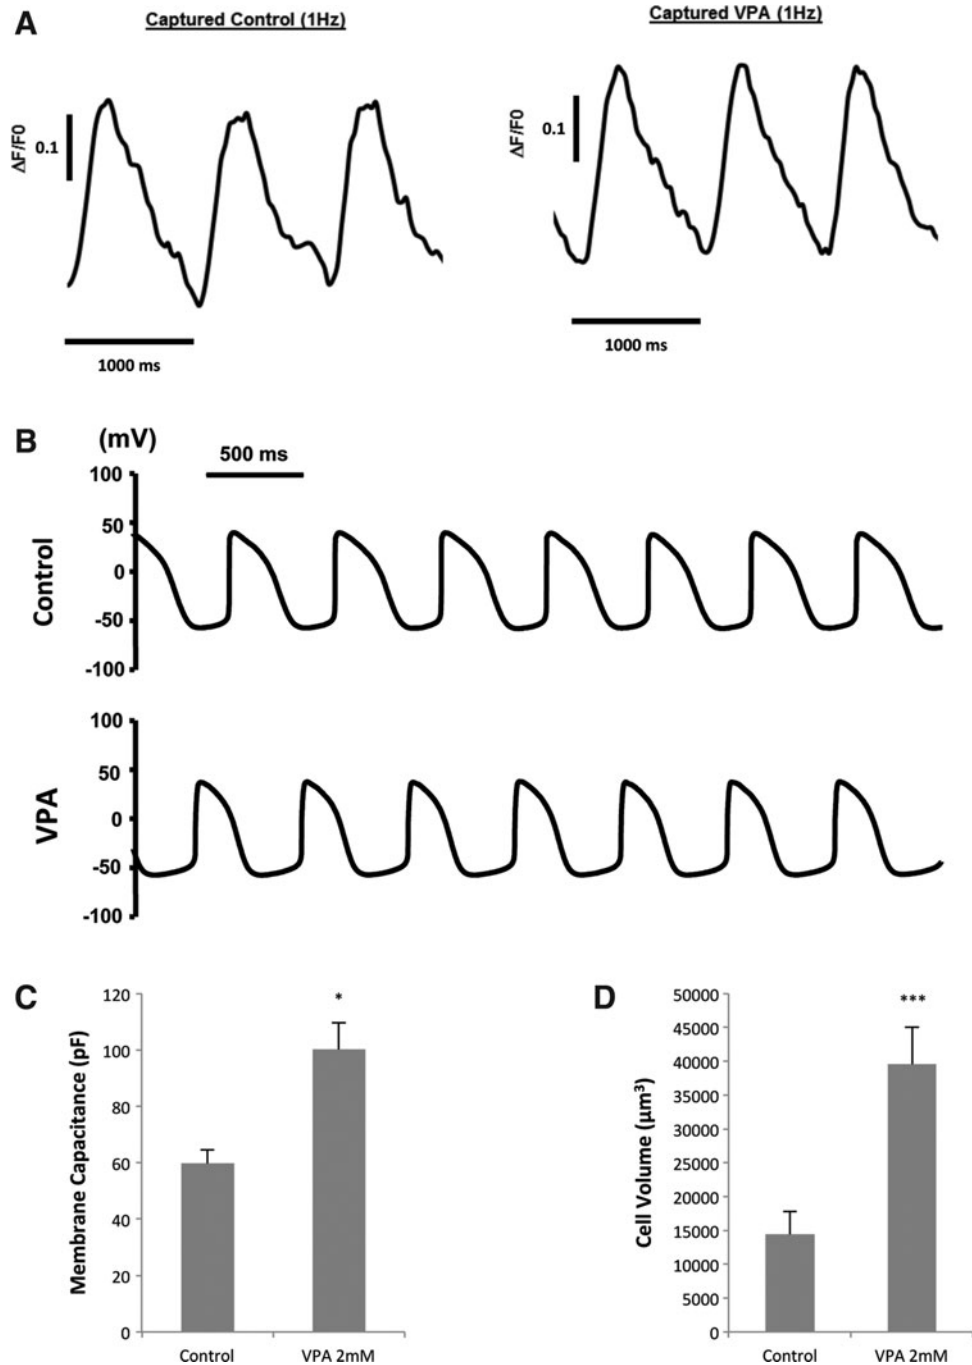 A
Captured Control (1Hz)
Captured VPA (1Hz)
ΔF/F0
0.1
1000 ms
ΔF/F0
0.1
1000 ms
B
(mV)
500 ms
Control
100
50
0
-50
-100
VPA
100
50
0
-50
-100
C
Membrane Capacitance (pF)
120
100
80
60
40
20
0
*
Control
VPA 2mM
D
Cell Volume (µm³)
50000
45000
40000
35000
30000
25000
20000
15000
10000
5000
0
***
Control
VPA 2mM